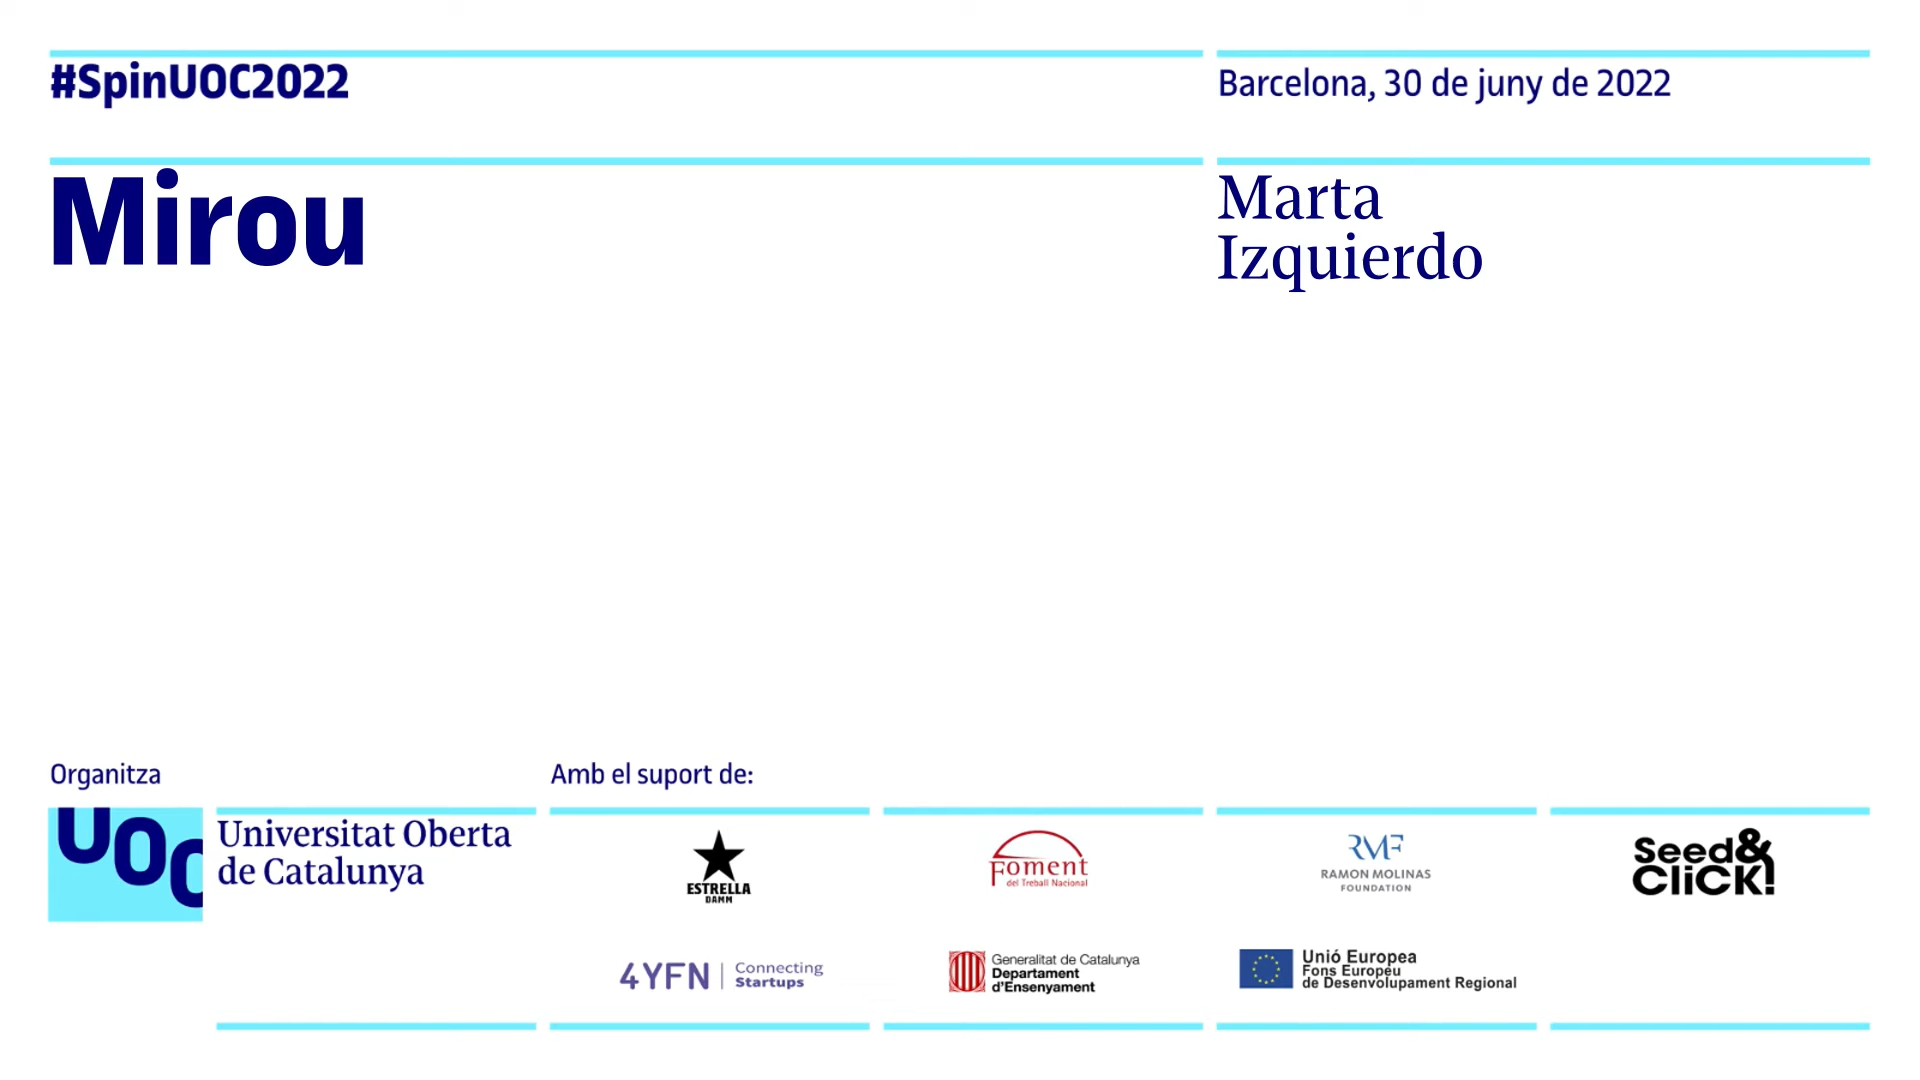 #SpinUOC2022
Barcelona, 30 de juny de 2022
Mirou
Marta
Izquierdo
Organitza
Amb el suport de:
UOC
Universitat Oberta
de Catalunya
ESTRELLA
DAMM
Foment
del Treball Nacional
RMF
RAMON MOLINAS
FOUNDATION
Seed&
CliCK!
4YFN
Connecting
Startups
Generalitat de Catalunya
Departament
d'Ensenyament
Unió Europea
Fons Europeu
de Desenvolupament Regional